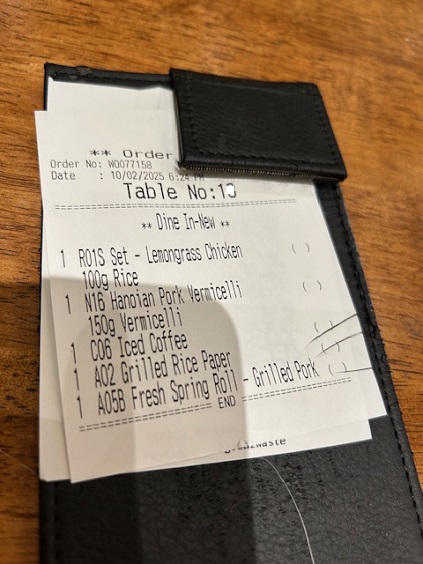 ** Order
Order No: W0077158
Date : 10/02/2025 6:24 PM
Table No:10
** Dine In-New **
1 R01S Set - Lemongrass Chicken ( )
100g Rice
1 N16 Hanoian Pork Vermicelli ( )
150g Vermicelli
1 C06 Iced Coffee ( )
1 A02 Grilled Rice Paper ( )
1 A05B Fresh Spring Roll - Grilled Pork ( )
END